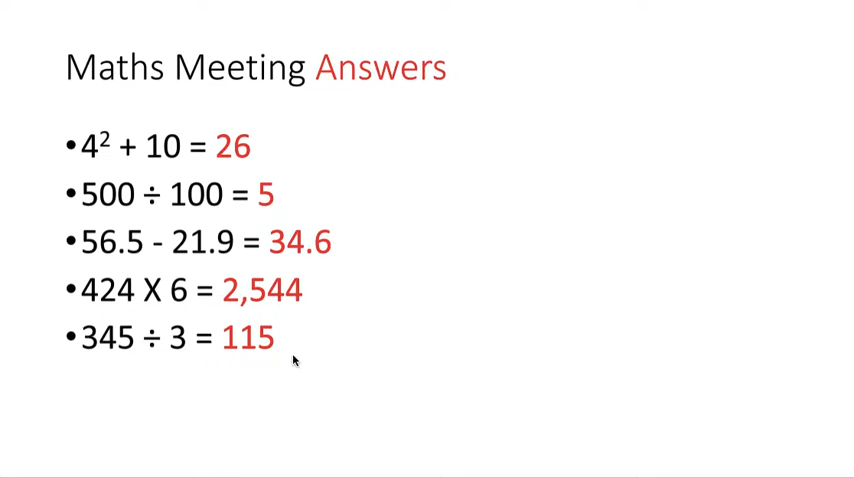 Maths Meeting Answers
•4² + 10 = 26
•500 ÷ 100 = 5
•56.5 - 21.9 = 34.6
•424 X 6 = 2,544
•345 ÷ 3 = 115